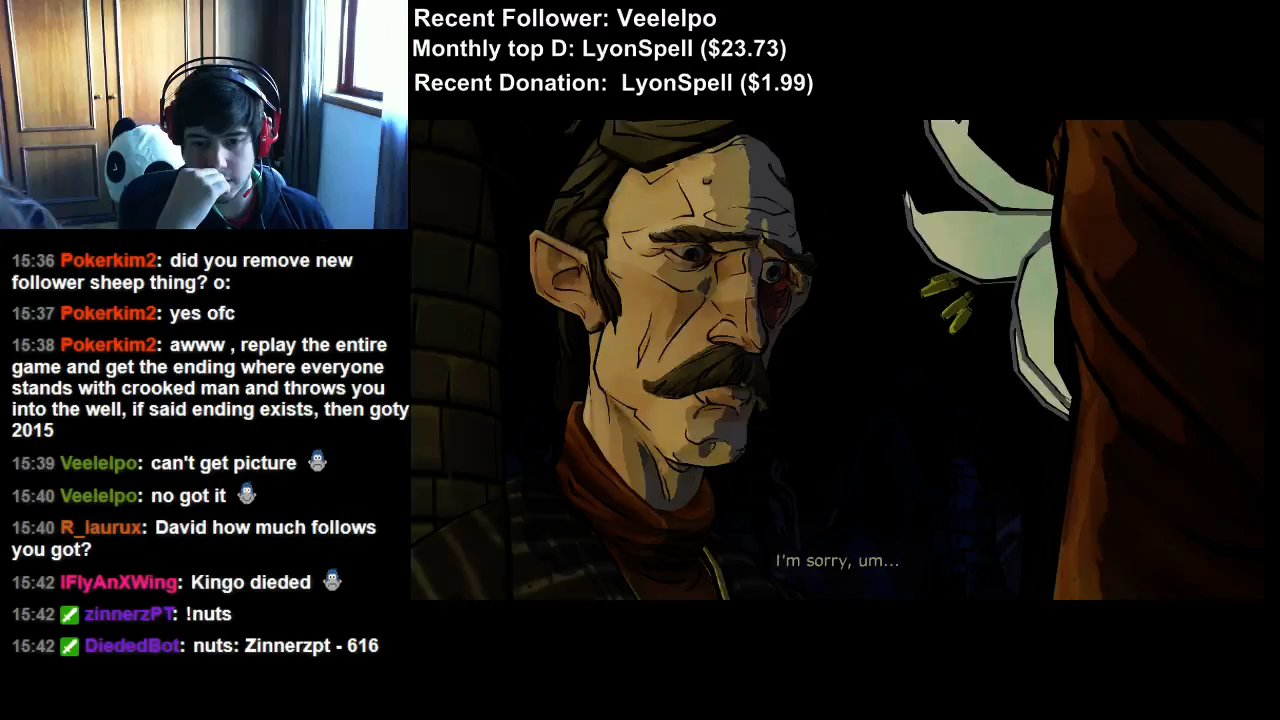 Recent Follower: Veelelpo
Monthly top D: LyonSpell ($23.73)
Recent Donation: LyonSpell ($1.99)
15:36 Pokerkim2: did you remove new
follower sheep thing? o:
15:37 Pokerkim2: yes ofc
15:38 Pokerkim2: awww , replay the entire
game and get the ending where everyone
stands with crooked man and throws you
into the well, if said ending exists, then goty
2015
15:39 Veelelpo: can't get picture
15:40 Veelelpo: no got it
15:40 R_laurux: David how much follows
you got?
15:42 IFlyAnXWing: Kingo dieded
15:42 zinnerzPT: !nuts
15:42 DiededBot: nuts: Zinnerzpt - 616
I'm sorry, um...